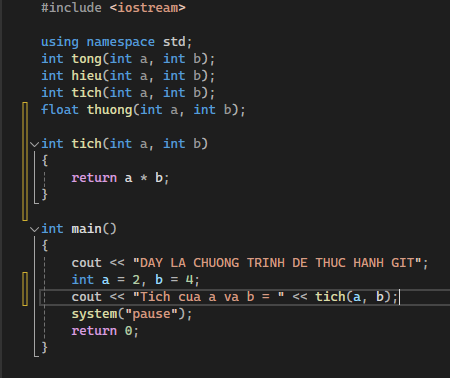 #include <iostream>
using namespace std;
int tong(int a, int b);
int hieu(int a, int b);
int tich(int a, int b);
float thuong(int a, int b);
int tich(int a, int b)
{
return a * b;
}
int main()
{
cout << "DAY LA CHUONG TRINH DE THUC HANH GIT";
int a = 2, b = 4;
cout << "Tich cua a va b = " << tich(a, b);
system("pause");
return 0;
}